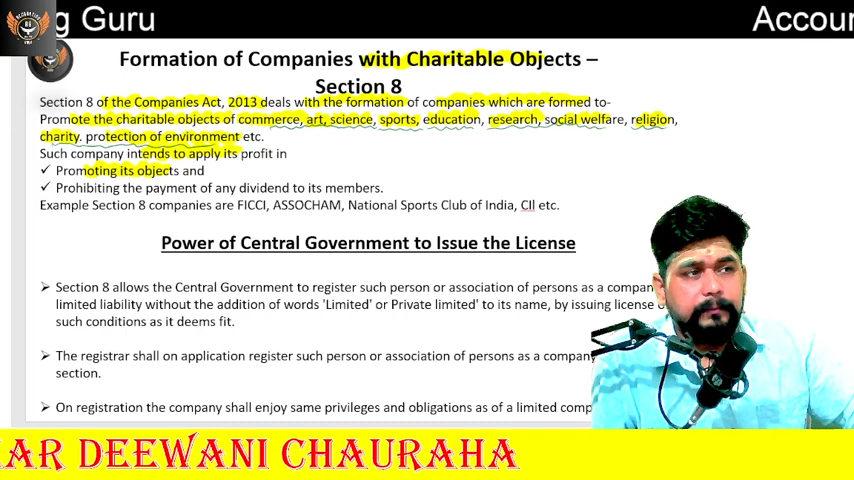 g Guru
Accour
Formation of Companies with Charitable Objects –
Section 8
Section 8 of the Companies Act, 2013 deals with the formation of companies which are formed to-
Promote the charitable objects of commerce, art, science, sports, education, research, social welfare, religion,
charity. protection of environment etc.
Such company intends to apply its profit in
✓ Promoting its objects and
✓ Prohibiting the payment of any dividend to its members.
Example Section 8 companies are FICCI, ASSOCHAM, National Sports Club of India, CII etc.
Power of Central Government to Issue the License
➤ Section 8 allows the Central Government to register such person or association of persons as a compan
limited liability without the addition of words 'Limited' or Private limited' to its name, by issuing license o
such conditions as it deems fit.
➤ The registrar shall on application register such person or association of persons as a company
section.
➤ On registration the company shall enjoy same privileges and obligations as of a limited comp
AR DEEWANI CHAURAHA